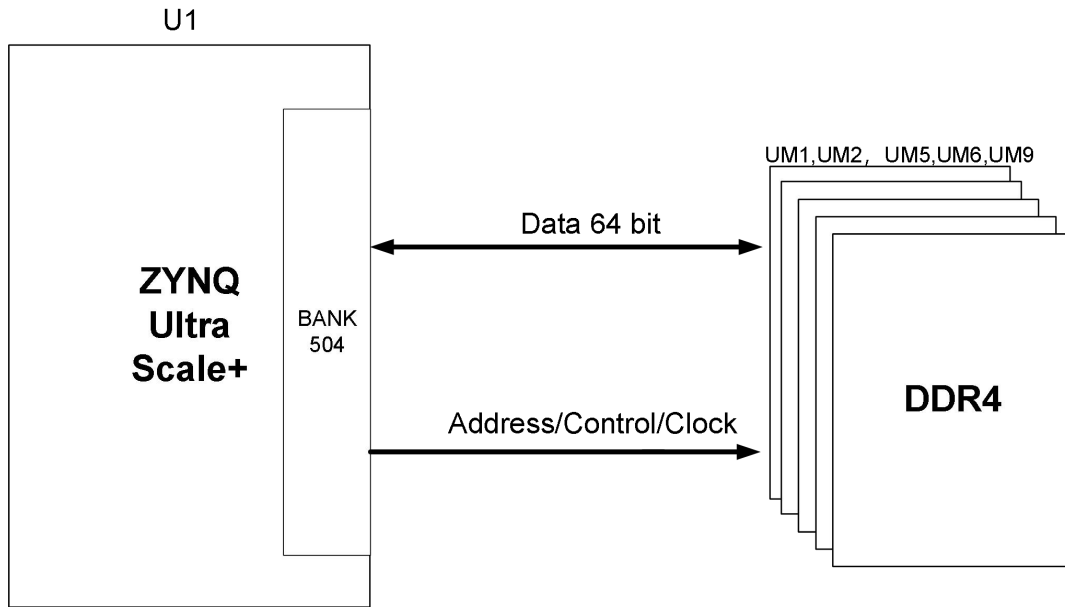 U1
UM1,UM2，UM5,UM6,UM9
Data 64 bit
ZYNQ
Ultra
Scale+
BANK
504
DDR4
Address/Control/Clock